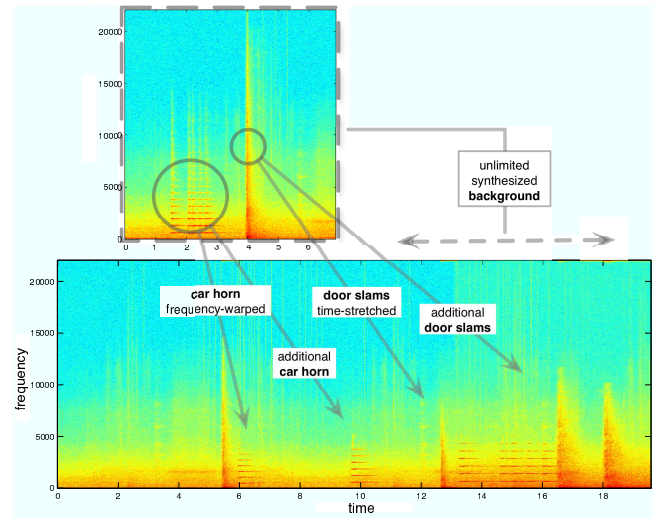 20000
15000
10000
5000
0
0 1 2 3 4 5 6
unlimited
synthesized
background
car horn
frequency-warped
door slams
time-stretched
additional
door slams
additional
car horn
frequency
20000
15000
10000
5000
0
0 2 4 6 8 10 12 14 16 18
time